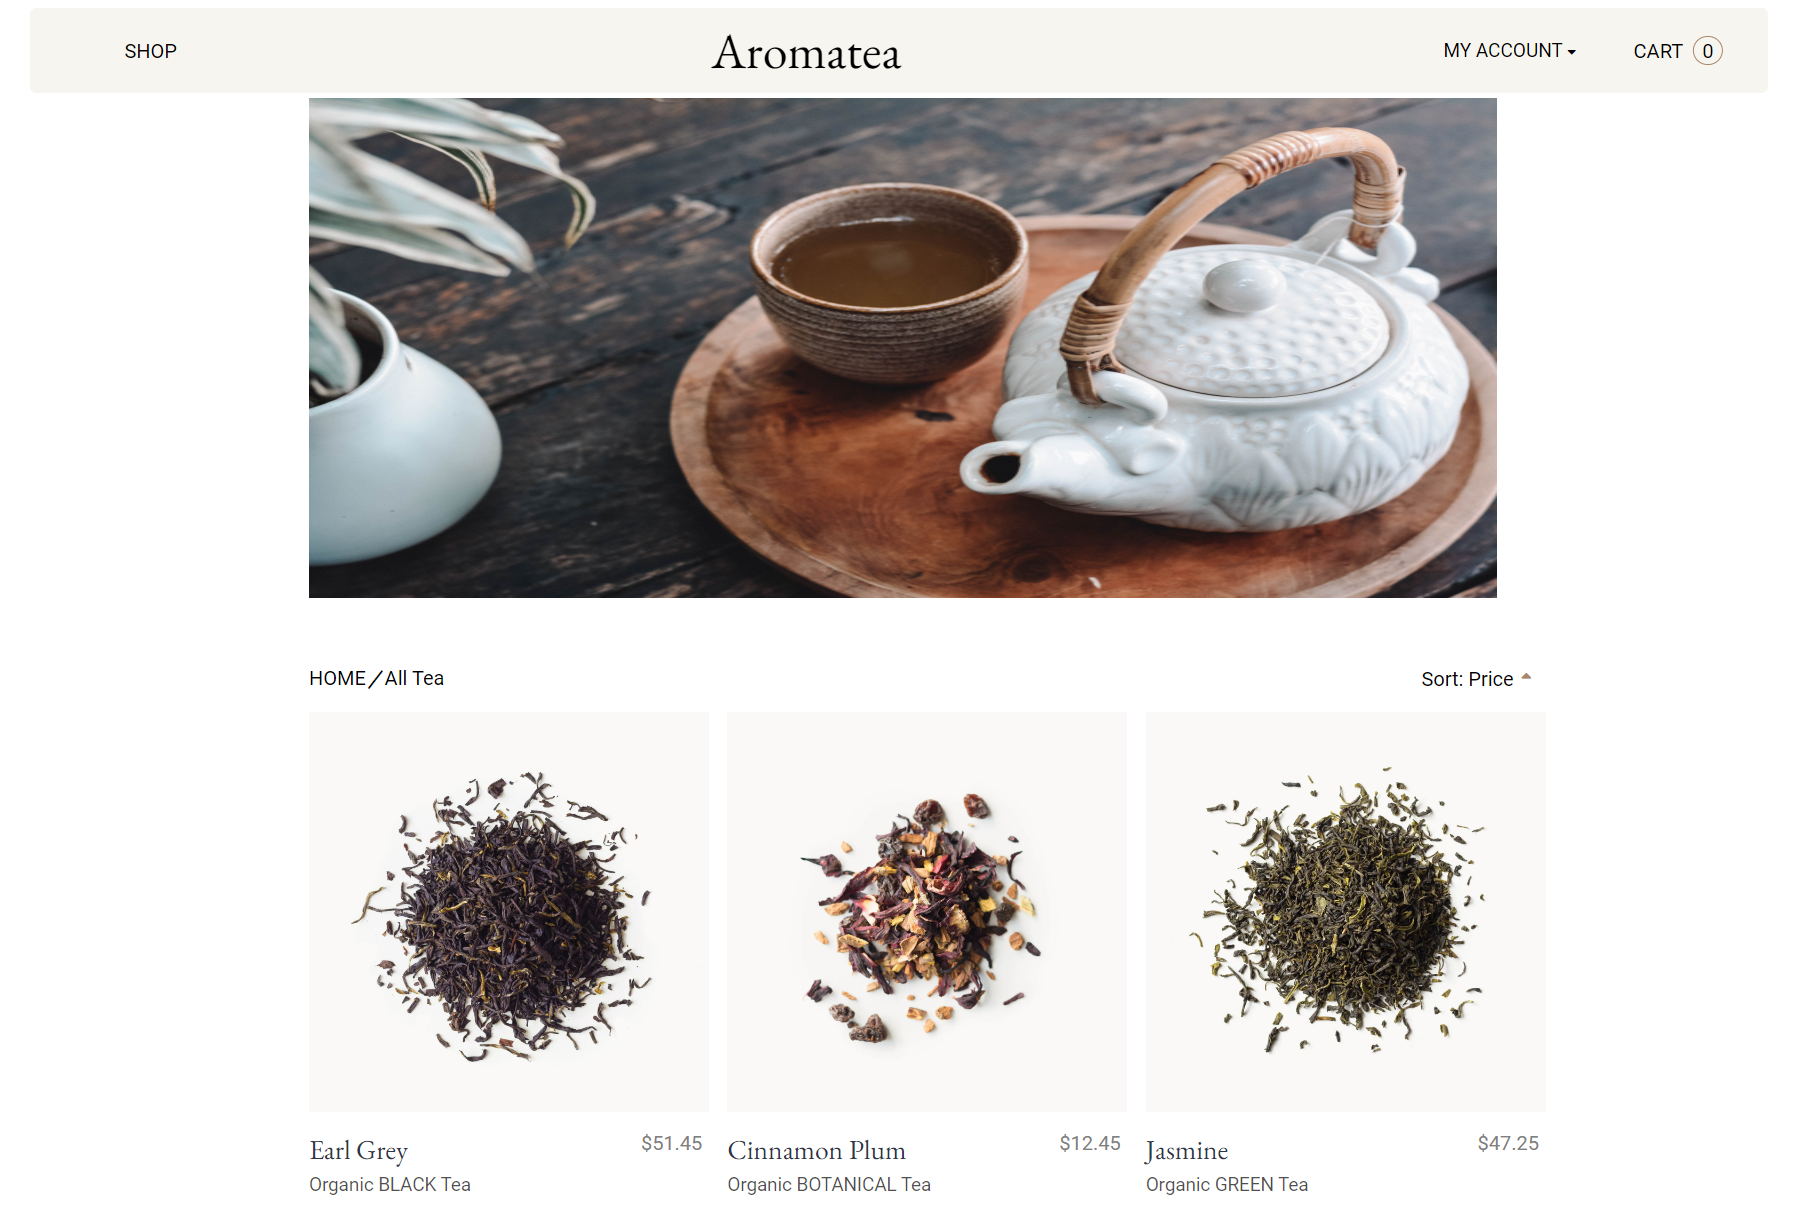 SHOP
Aromatea
MY ACCOUNT
CART 0
HOME/All Tea
Sort: Price
Earl Grey
$51.45
Organic BLACK Tea
Cinnamon Plum
$12.45
Organic BOTANICAL Tea
Jasmine
$47.25
Organic GREEN Tea